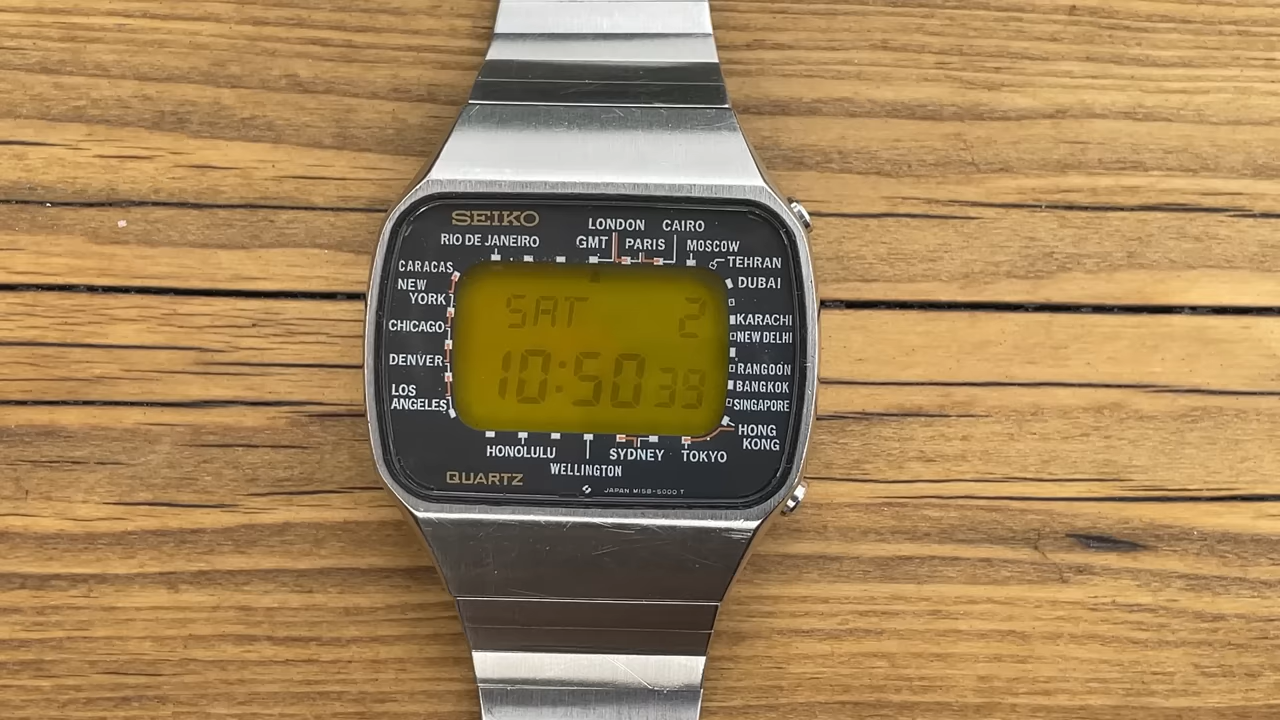 SEIKO
LONDON CAIRO
RIO DE JANEIRO GMT PARIS MOSCOW
TEHRAN
CARACAS
DUBAI
NEW
YORK
SAT 2
CHICAGO
KARACHI
NEW DELHI
DENVER
10:50 39
RANGOON
BANGKOK
LOS
ANGELES
SINGAPORE
HONG
KONG
HONOLULU SYDNEY TOKYO
WELLINGTON
QUARTZ
JAPAN M158-5000 T